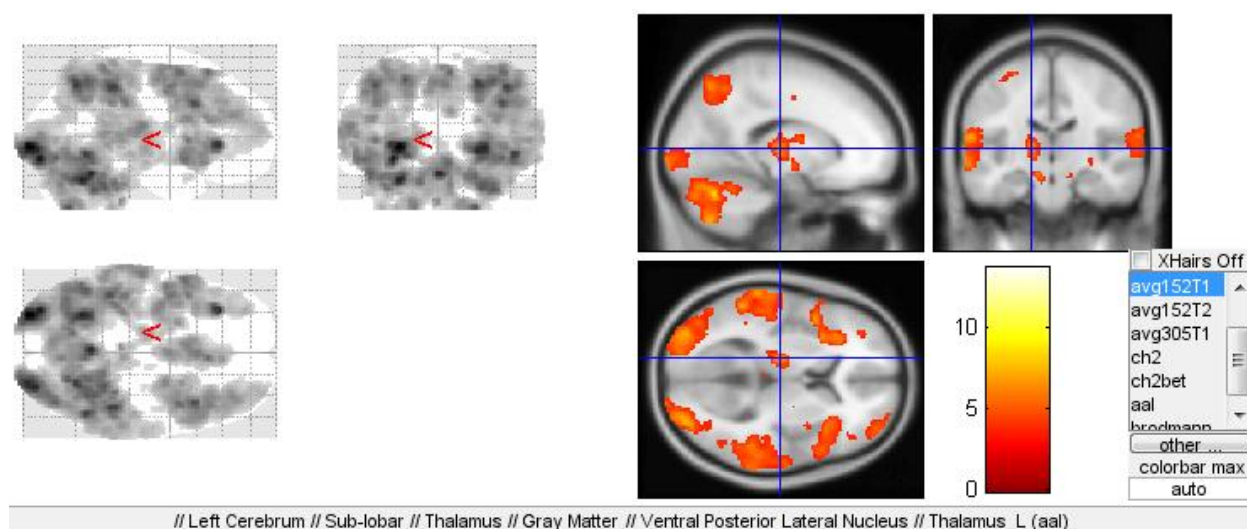 <
<
<
XHairs Off
avg152T1
avg152T2
avg305T1
ch2
ch2bet
aal
brodmann
other ...
colorbar max
auto
10
5
0
// Left Cerebrum // Sub-lobar // Thalamus // Gray Matter // Ventral Posterior Lateral Nucleus // Thalamus_L (aal)